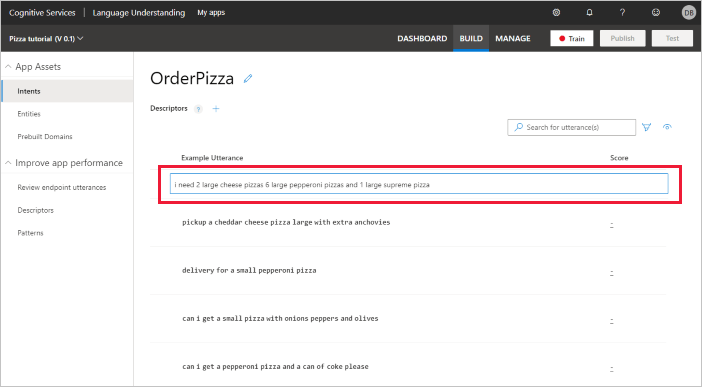 Cognitive Services | Language Understanding My apps ? DB
Pizza tutorial (V 0.1) DASHBOARD BUILD MANAGE Train Publish Test
App Assets
Intents
Entities
Prebuilt Domains
Improve app performance
Review endpoint utterances
Descriptors
Patterns
OrderPizza
Descriptors ? +
Search for utterance(s)
Example Utterance Score
i need 2 large cheese pizzas 6 large pepperoni pizzas and 1 large supreme pizza
pickup a cheddar cheese pizza large with extra anchovies -
delivery for a small pepperoni pizza -
can i get a small pizza with onions peppers and olives -
can i get a pepperoni pizza and a can of coke please -